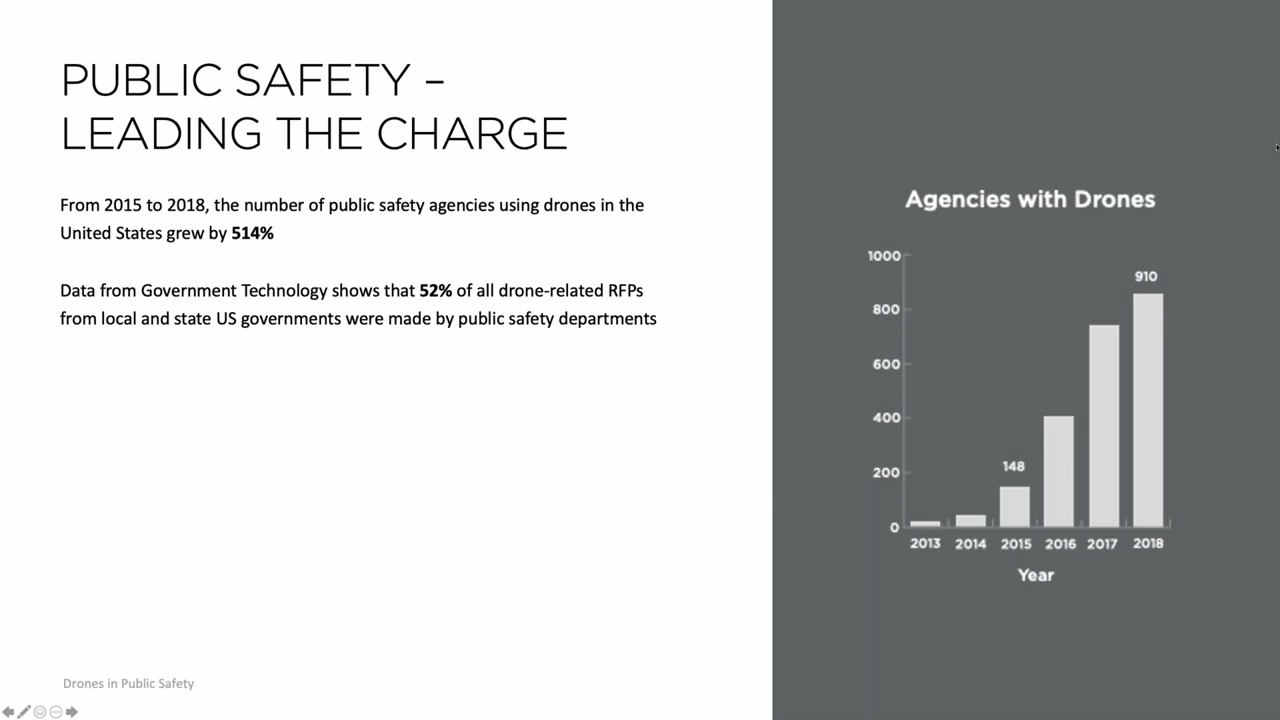 PUBLIC SAFETY –
LEADING THE CHARGE
From 2015 to 2018, the number of public safety agencies using drones in the
United States grew by 514%
Data from Government Technology shows that 52% of all drone-related RFPs
from local and state US governments were made by public safety departments
Drones in Public Safety
Agencies with Drones
1000
800
600
400
200
0
148
910
2013 2014 2015 2016 2017 2018
Year